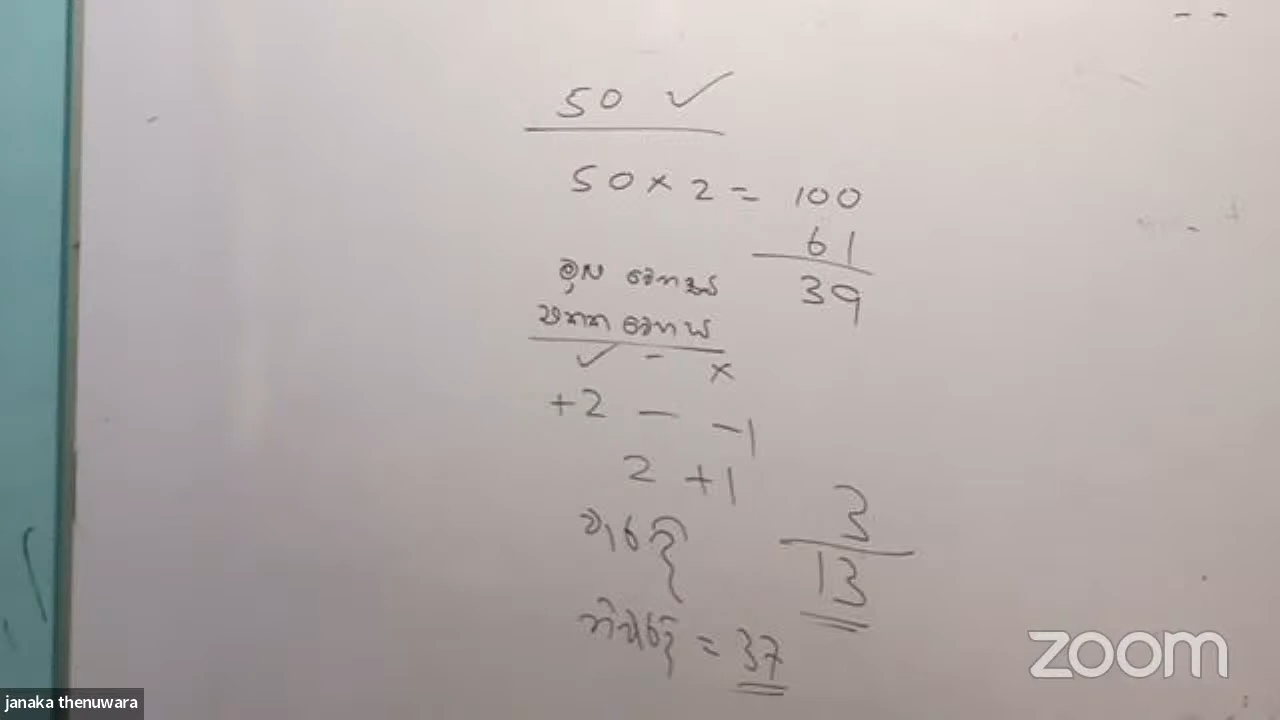 50 ✓
50 × 2 = 100
61
39
මුල
✓ – ×
+2 – -1
2 +1
වැරදි
3
13
නිවැරදි = 37
zoom
janaka thenuwara